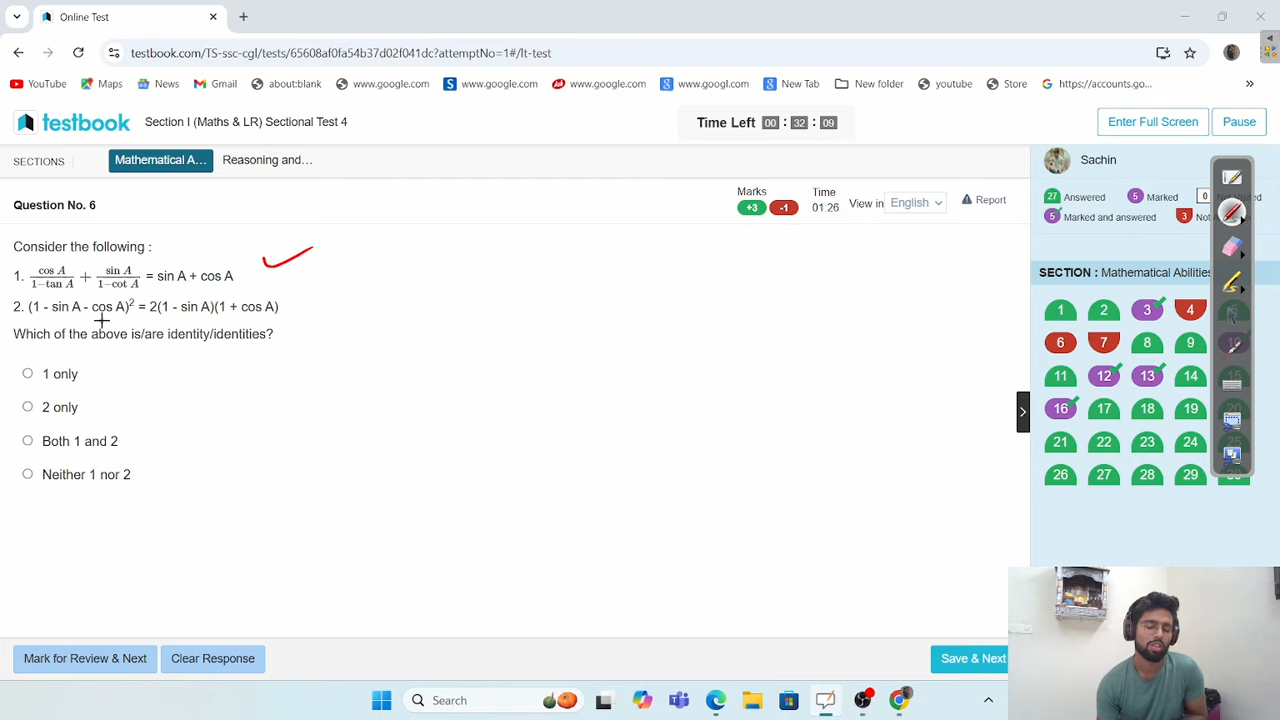 Online Test
testbook.com/TS-ssc-cgl/tests/65608af0fa54b37d02f041dc?attemptNo=1#/lt-test
YouTube Maps News Gmail about:blank www.google.com www.google.com www.google.com www.googl.com New Tab New folder youtube Store https://accounts.go...
testbook Section I (Maths & LR) Sectional Test 4 Time Left 00 : 32 : 09 Enter Full Screen Pause
SECTIONS Mathematical A... Reasoning and... Sachin
Question No. 6 Marks +3 -1 Time 01:26 View in English Report
27 Answered 5 Marked 0
5 Marked and answered 3
Consider the following :
1. cos A/1−tan A + sin A/1−cot A = sin A + cos A
2. (1 - sin A - cos A)² = 2(1 - sin A)(1 + cos A)
Which of the above is/are identity/identities?
1 only
2 only
Both 1 and 2
Neither 1 nor 2
SECTION : Mathematical Abilities
1 2 3 4
6 7 8 9 10
11 12 13 14 15
16 17 18 19 20
21 22 23 24 25
26 27 28 29
Mark for Review & Next Clear Response Save & Next
Search